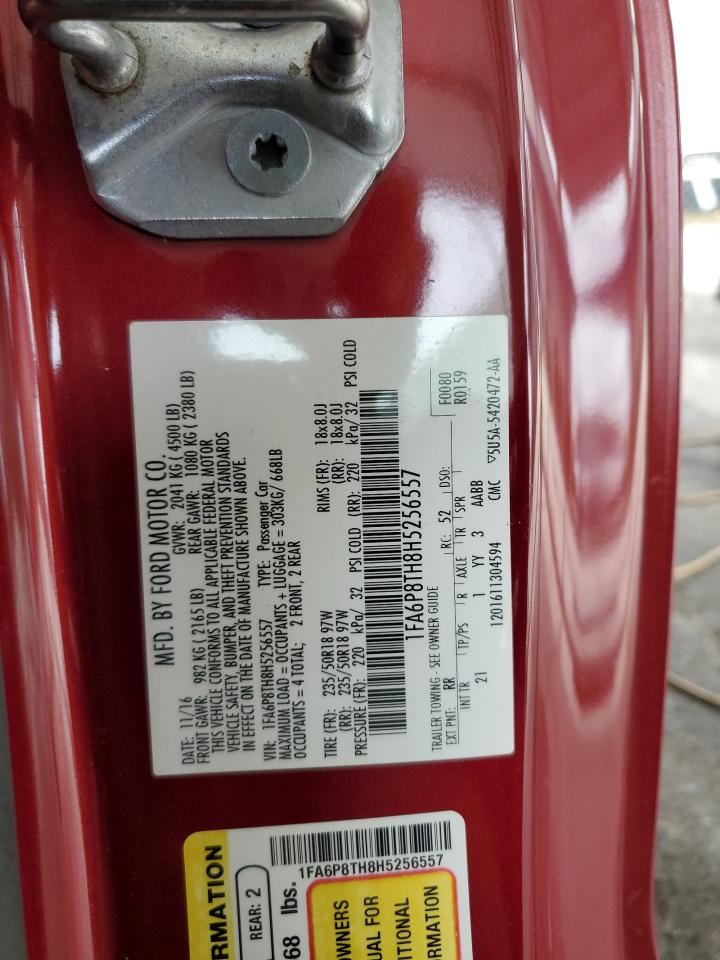 MFD. BY FORD MOTOR CO.
DATE: 11/16 GVWR: 2041 KG ( 4500 LB)
FRONT GAWR: 982 KG ( 2165 LB) REAR GAWR: 1080 KG ( 2380 LB)
THIS VEHICLE CONFORMS TO ALL APPLICABLE FEDERAL MOTOR
VEHICLE SAFETY, BUMPER, AND THEFT PREVENTION STANDARDS
IN EFFECT ON THE DATE OF MANUFACTURE SHOWN ABOVE.
VIN: 1FA6P8TH8H5256557 TYPE: Passenger Car
MAXIMUM LOAD = OCCUPANTS + LUGGAGE = 303KG/ 668LB
OCCUPANTS = 4 TOTAL; 2 FRONT, 2 REAR
TIRE (FR): 235/50R18 97W RIMS (FR): 18x8.0J
(RR): 235/50R18 97W (RR): 18x8.0J
PRESSURE (FR): 220 kPa/ 32 PSI COLD (RR): 220 kPa/ 32 PSI COLD
1FA6P8TH8H5256557
TRAILER TOWING - SEE OWNER GUIDE F0080
EXT PNT: RR RC: 52 DSO: R0159
INT TR TP/PS R AXLE TR SPR
21 1 YY 3 AABB
1201611304594 CMC ▽5U5A-5420472-AA
RMATION
REAR: 2
68 lbs.
1FA6P8TH8H5256557
OWNERS
UAL FOR
ITIONAL
ORMATION